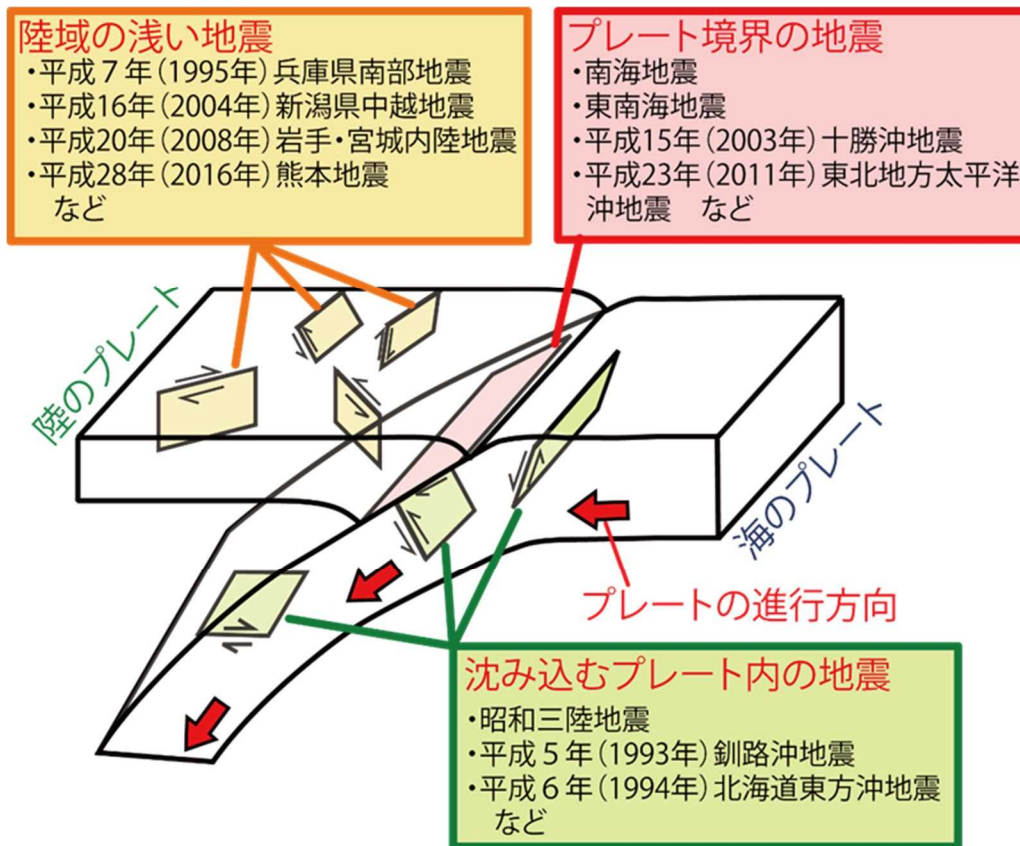 陸域の浅い地震
・平成7年(1995年)兵庫県南部地震
・平成16年(2004年)新潟県中越地震
・平成20年(2008年)岩手・宮城内陸地震
・平成28年(2016年)熊本地震
など
プレート境界の地震
・南海地震
・東南海地震
・平成15年(2003年)十勝沖地震
・平成23年(2011年)東北地方太平洋
沖地震　など
陸のプレート
海のプレート
プレートの進行方向
沈み込むプレート内の地震
・昭和三陸地震
・平成5年(1993年)釧路沖地震
・平成6年(1994年)北海道東方沖地震
など